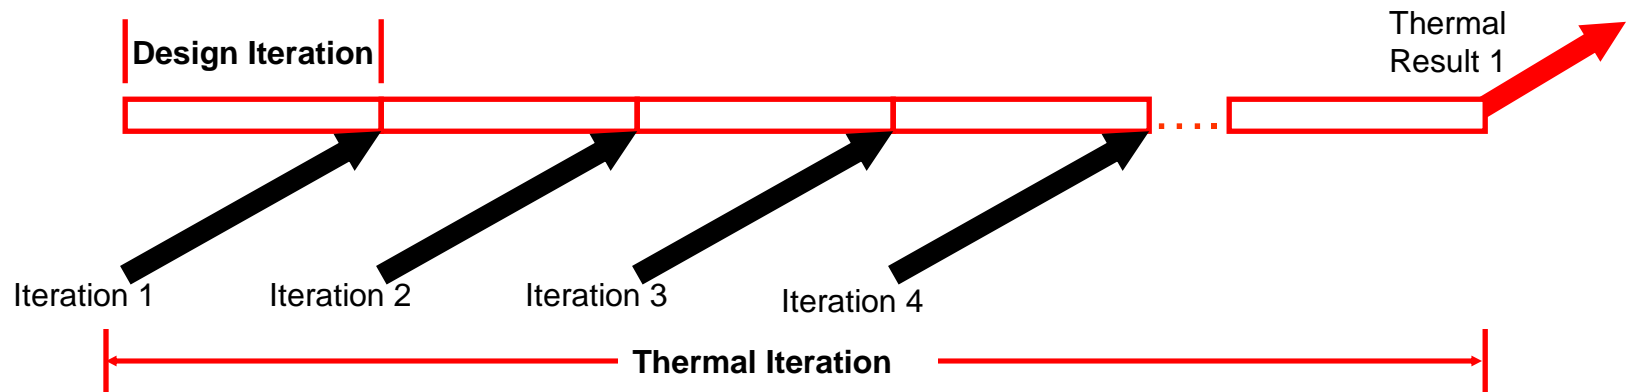 Thermal
Result 1
Design Iteration
Iteration 1
Iteration 2
Iteration 3
Iteration 4
Thermal Iteration